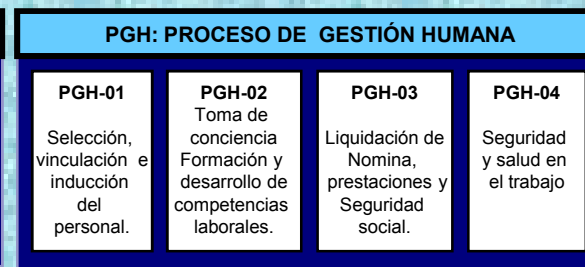 PGH: PROCESO DE GESTIÓN HUMANA
PGH-01
Selección,
vinculación e
inducción
del
personal.
PGH-02
Toma de
conciencia
Formación y
desarrollo de
competencias
laborales.
PGH-03
Liquidación de
Nomina,
prestaciones y
Seguridad
social.
PGH-04
Seguridad
y salud en
el trabajo